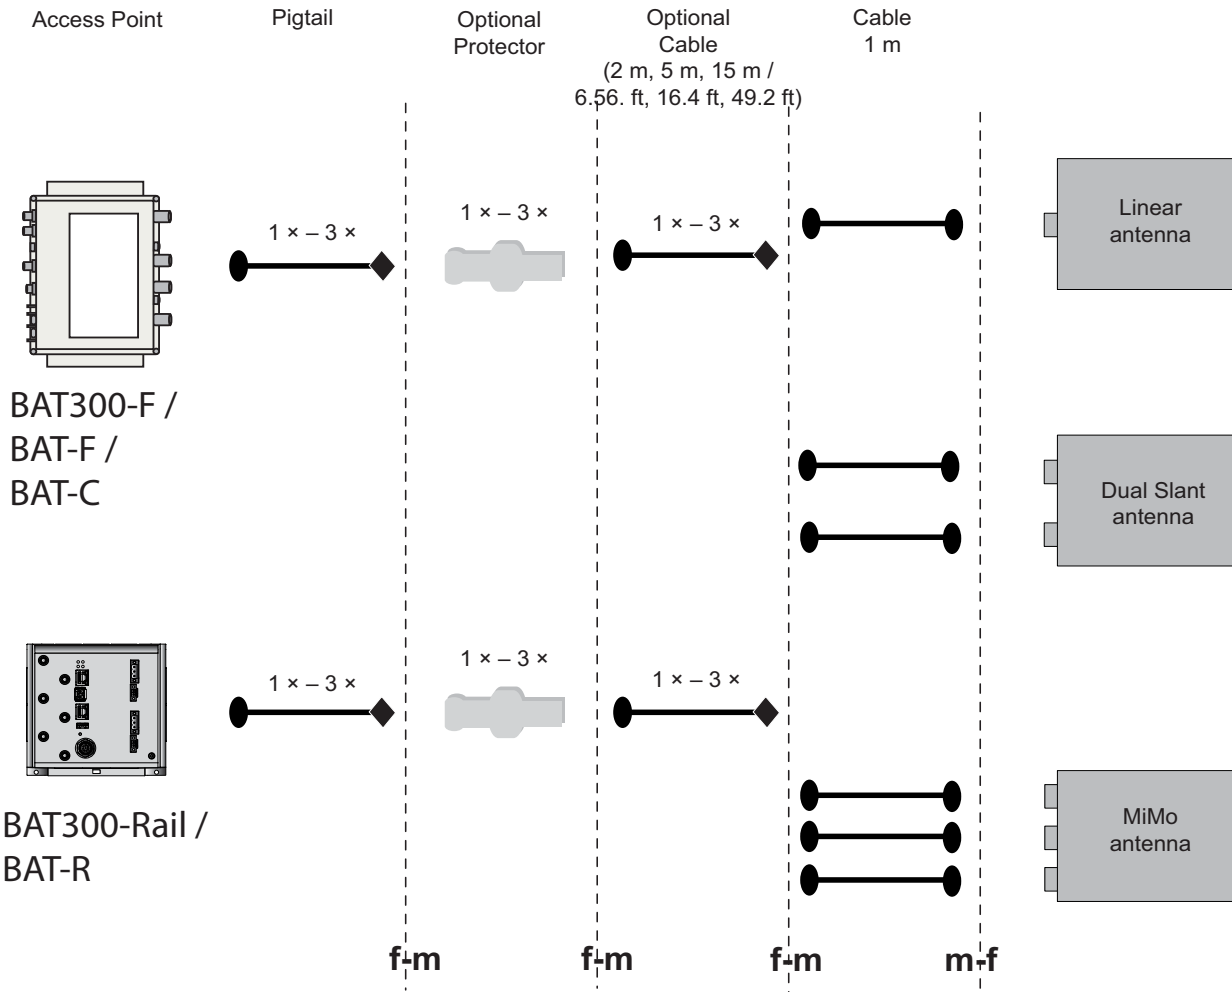 Access Point
Pigtail
Optional
Protector
Optional
Cable
(2 m, 5 m, 15 m /
6.56. ft, 16.4 ft, 49.2 ft)
Cable
1 m
1 × – 3 ×
1 × – 3 ×
1 × – 3 ×
Linear
antenna
BAT300-F /
BAT-F /
BAT-C
Dual Slant
antenna
1 × – 3 ×
1 × – 3 ×
1 × – 3 ×
BAT300-Rail /
BAT-R
MiMo
antenna
f-m
f-m
f-m
m-f